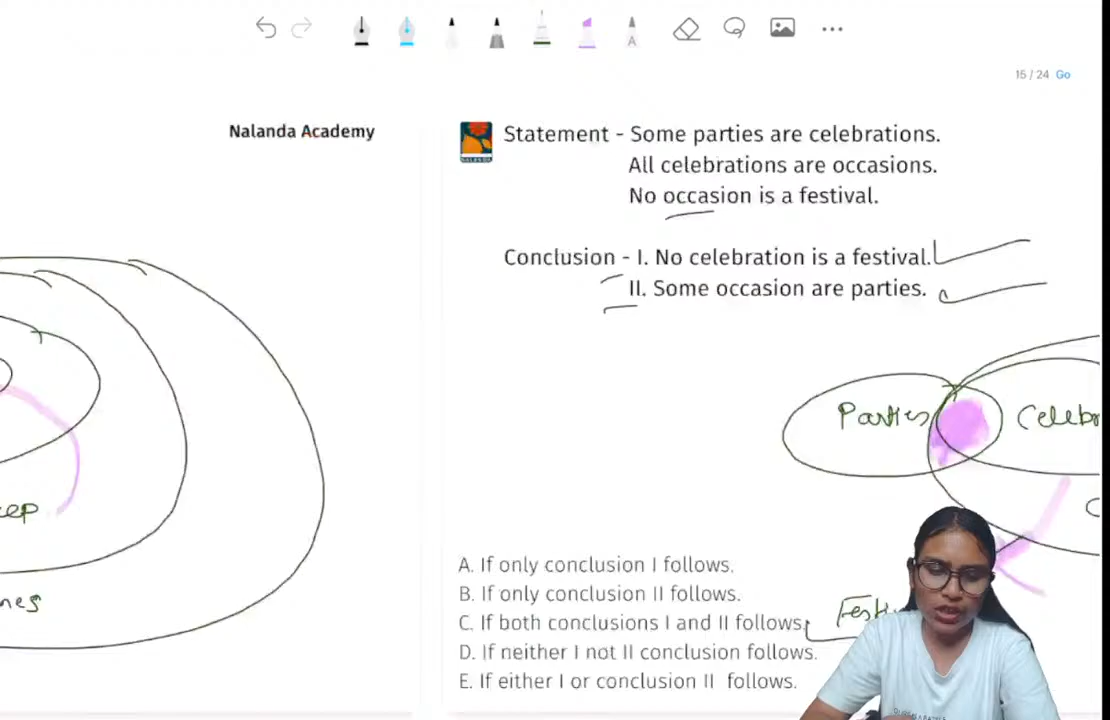 15 / 24 Go
Nalanda Academy
Statement - Some parties are celebrations.
All celebrations are occasions.
No occasion is a festival.
Conclusion - I. No celebration is a festival.
II. Some occasion are parties.
Parties
A. If only conclusion I follows.
B. If only conclusion II follows.
C. If both conclusions I and II follows.
D. If neither I not II conclusion follows.
E. If either I or conclusion II follows.